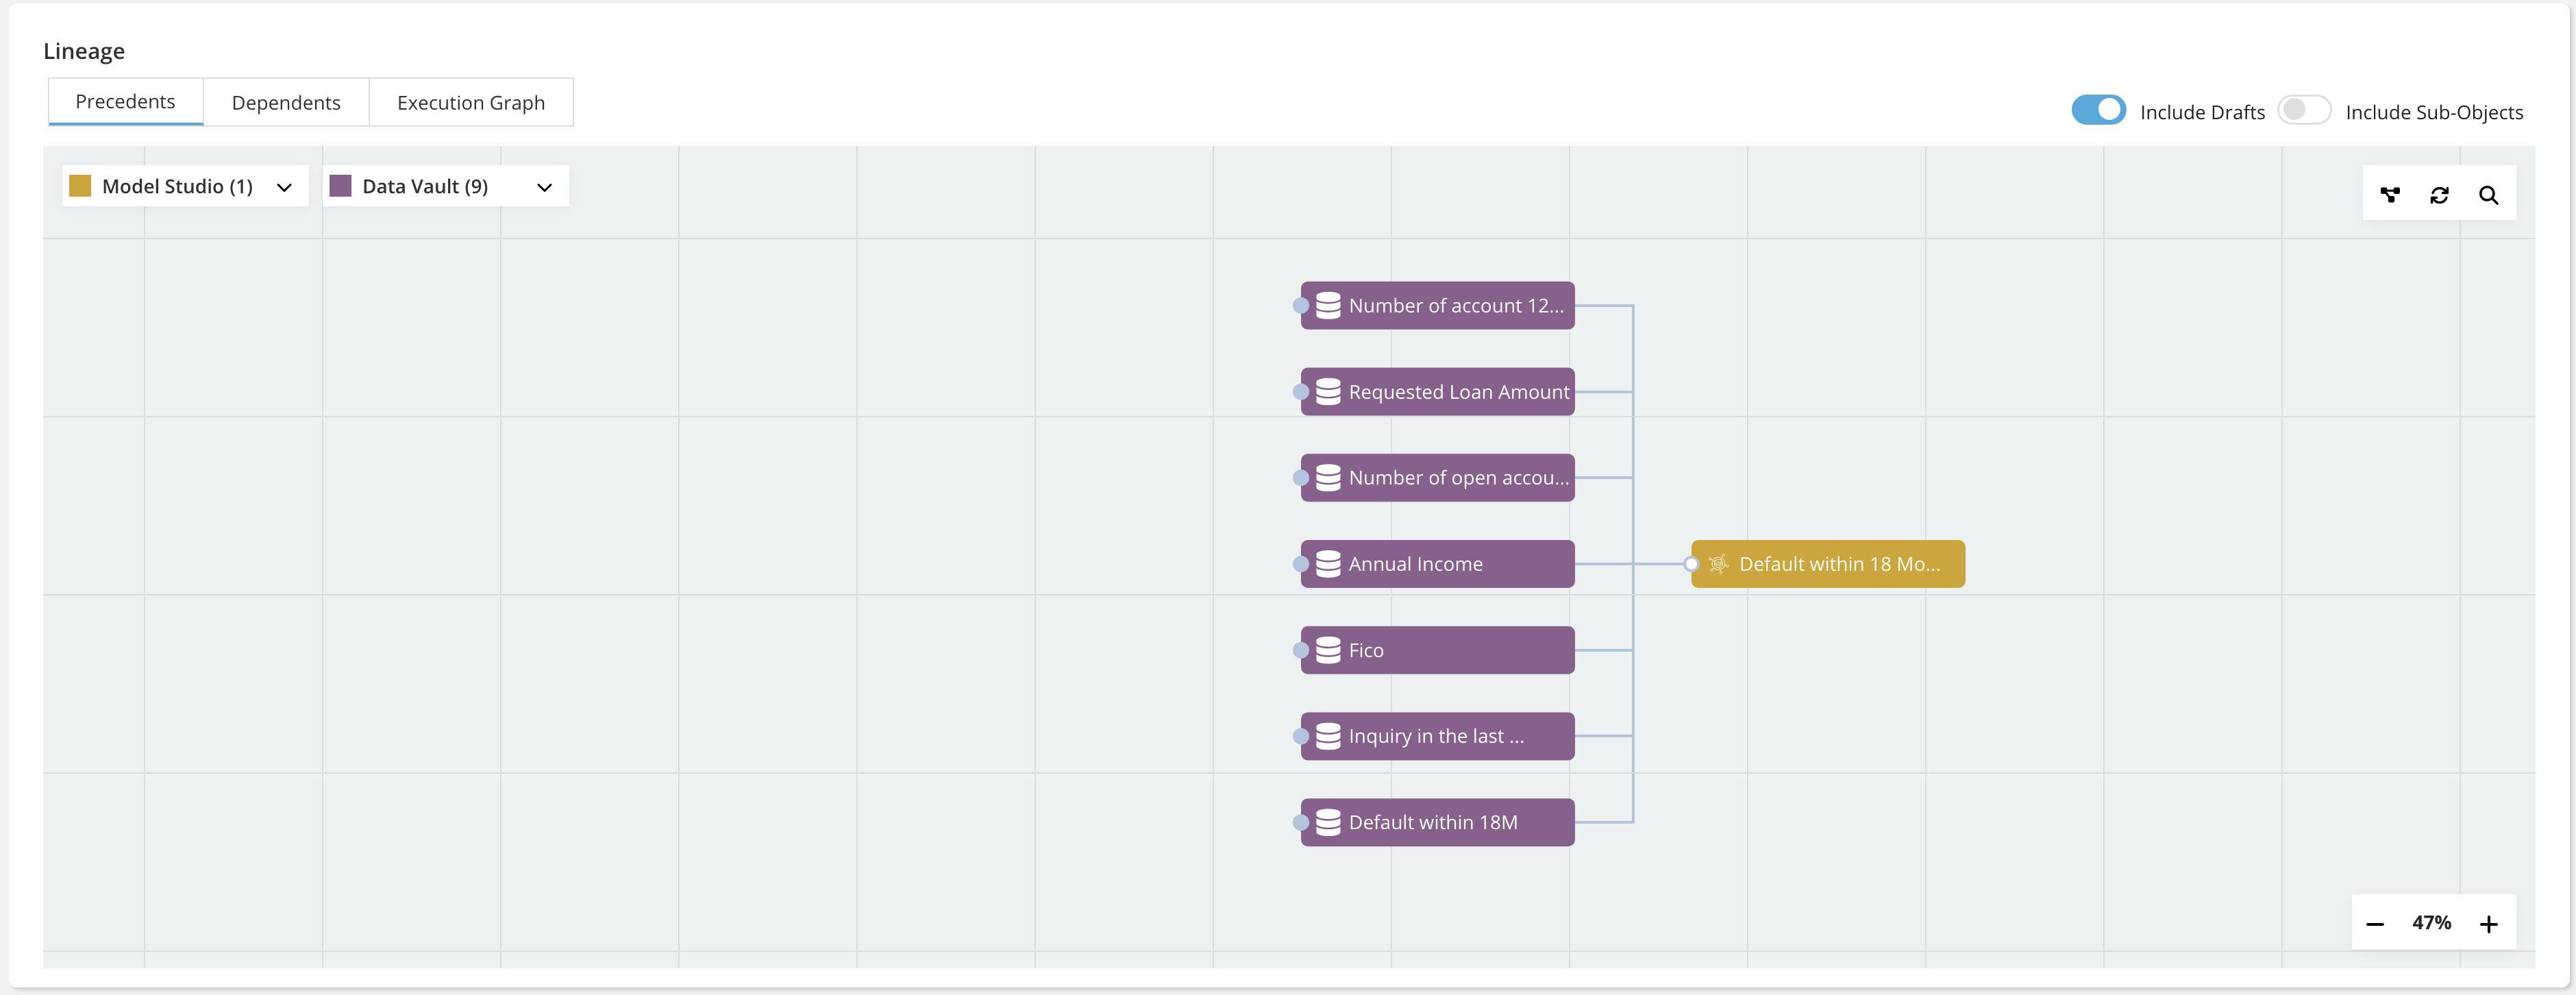 Lineage
Precedents
Dependents
Execution Graph
Include Drafts
Include Sub-Objects
Model Studio (1)
Data Vault (9)
Number of account 12...
Requested Loan Amount
Number of open accou...
Annual Income
Default within 18 Mo...
Fico
Inquiry in the last ...
Default within 18M
47%